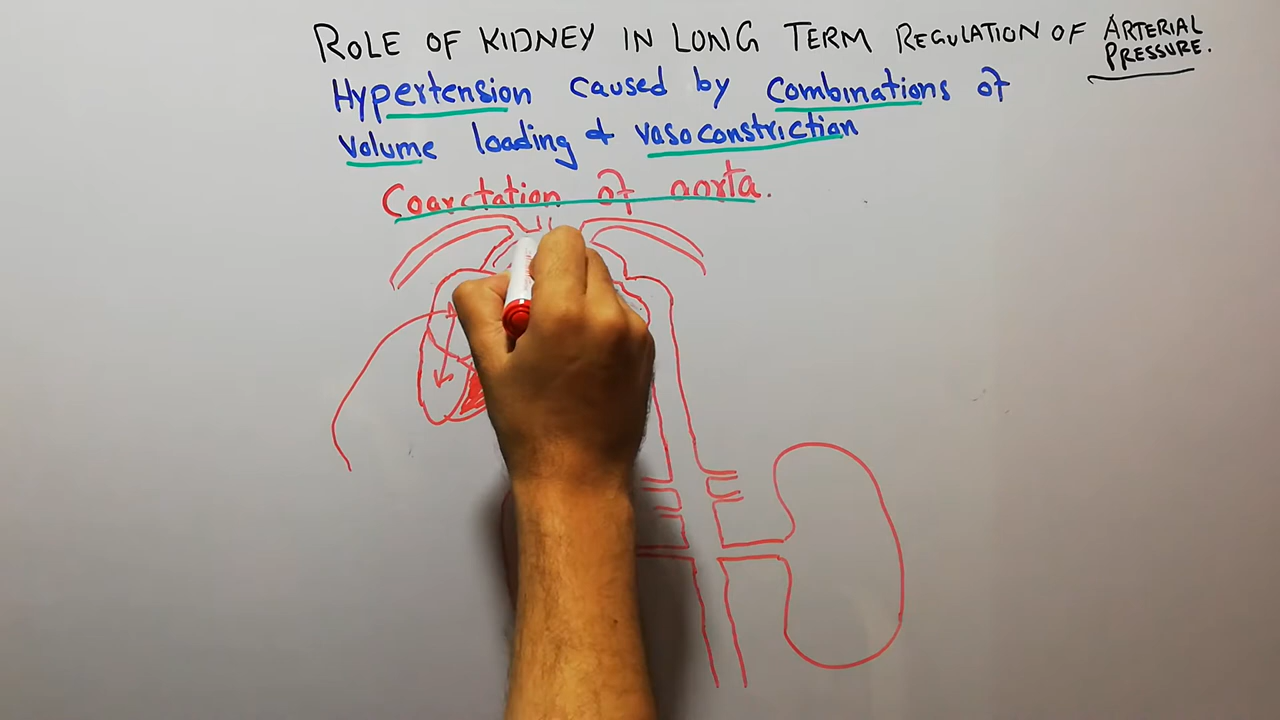 ROLE OF KIDNEY IN LONG TERM REGULATION OF ARTERIAL PRESSURE.
Hypertension caused by combinations of
volume loading & vasoconstriction
Coarctation of aorta.